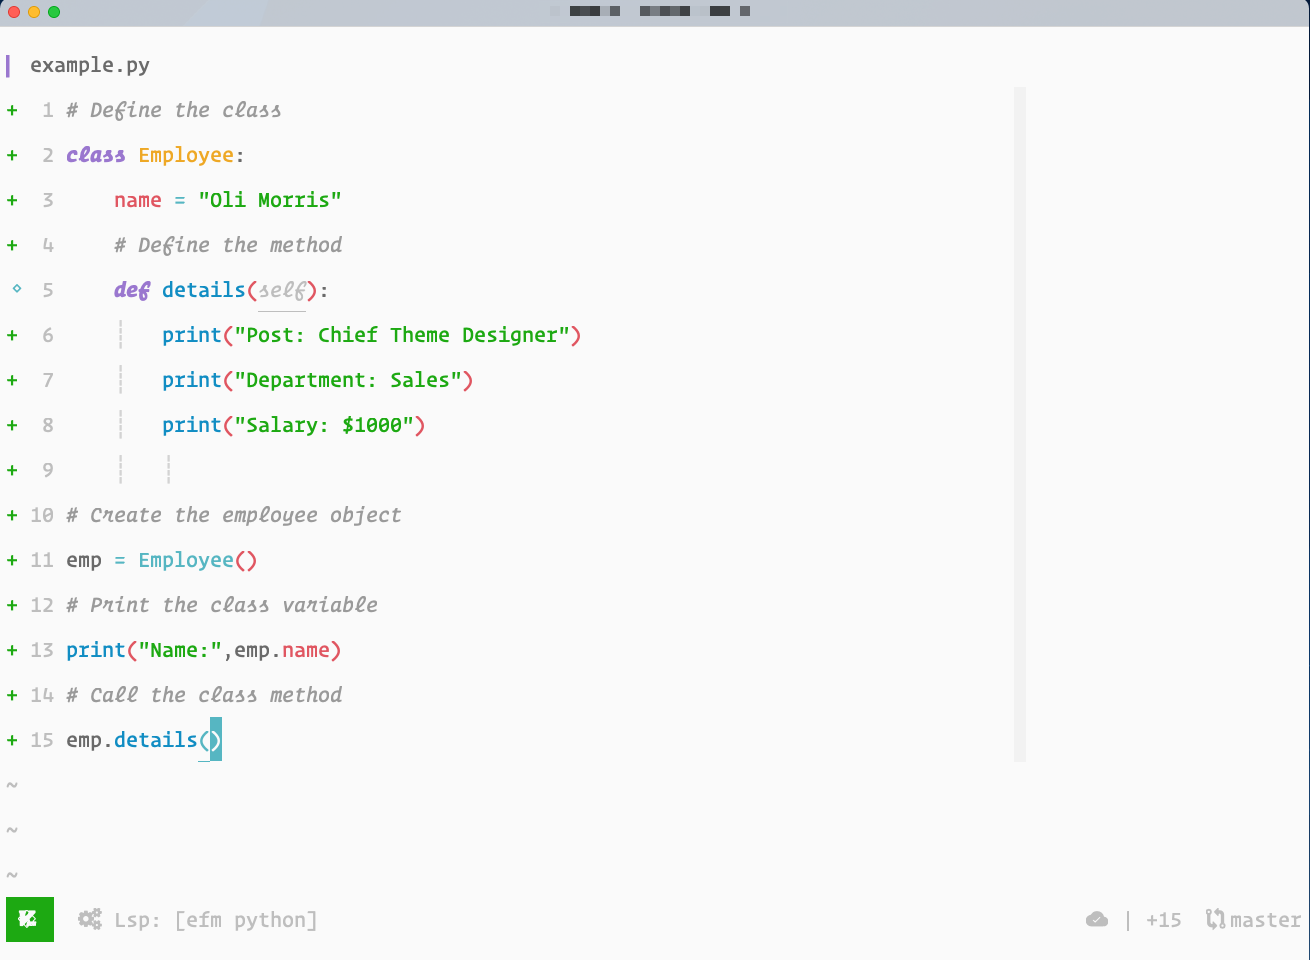 example.py
+ 1 # Define the class
+ 2 class Employee:
+ 3     name = "Oli Morris"
+ 4     # Define the method
5     def details(self):
+ 6         print("Post: Chief Theme Designer")
+ 7         print("Department: Sales")
+ 8         print("Salary: $1000")
+ 9
+ 10 # Create the employee object
+ 11 emp = Employee()
+ 12 # Print the class variable
+ 13 print("Name:",emp.name)
+ 14 # Call the class method
+ 15 emp.details()
~
~
~
Lsp: [efm python] | +15 master